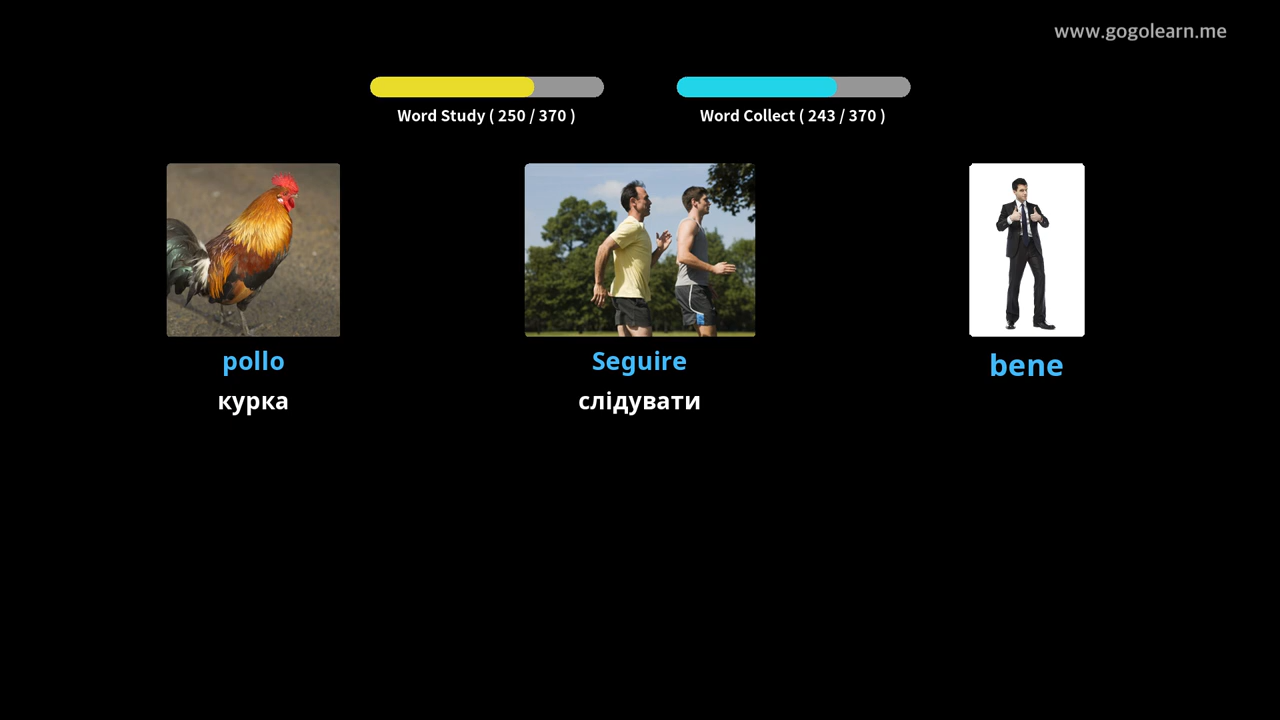 www.gogolearn.me
Word Study ( 250 / 370 )
Word Collect ( 243 / 370 )
pollo
курка
Seguire
слідувати
bene